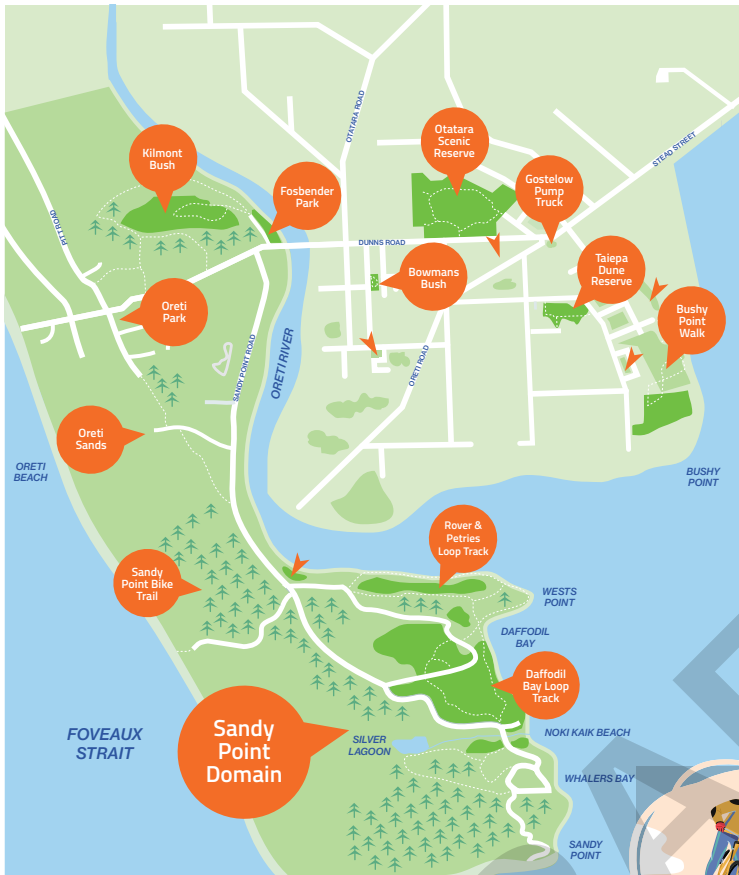 Kilmont
Bush
Fosbender
Park
OTATARA ROAD
Otatara
Scenic
Reserve
Gostelow
Pump
Truck
STEAD STREET
PITT ROAD
DUNNS ROAD
Bowmans
Bush
Taiepa
Dune
Reserve
Bushy
Point
Walk
Oreti
Park
SANDY POINT ROAD
ORETI RIVER
ORETI ROAD
Oreti
Sands
ORETI
BEACH
BUSHY
POINT
Rover &
Petries
Loop Track
Sandy
Point Bike
Trail
WESTS
POINT
DAFFODIL
BAY
Daffodil
Bay Loop
Track
FOVEAUX
STRAIT
Sandy
Point
Domain
SILVER
LAGOON
NOKI KAIK BEACH
WHALERS BAY
SANDY
POINT